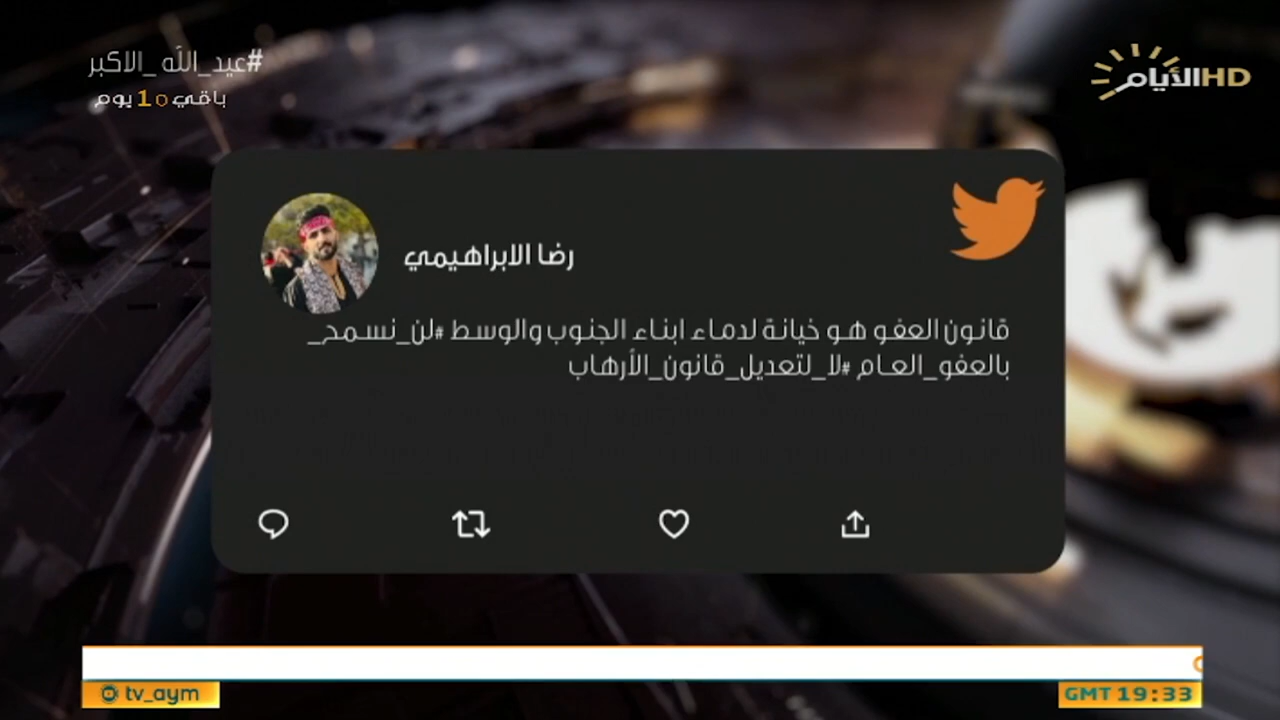 #عيد_الله_الاكبر
باقي 10 يوم
الأيام HD
رضا الابراهيمي
قانون العفو هو خيانة لدماء ابناء الجنوب والوسط #لن_نسمح_
بالعفو_العام #لا_لتعديل_قانون_الأرهاب
tv_aym
GMT 19:33